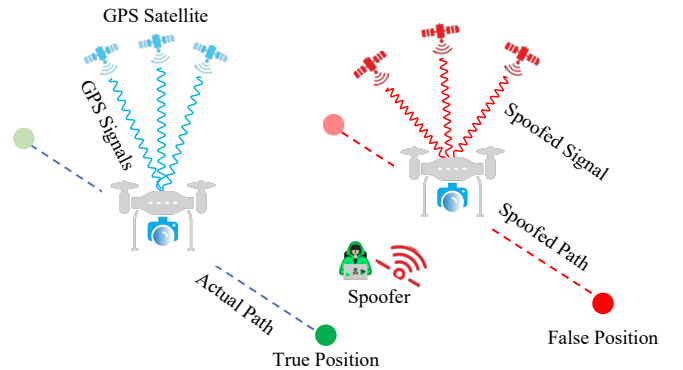 GPS Satellite
GPS Signals
Spoofed Signal
Spoofed Path
Actual Path
Spoofer
False Position
True Position